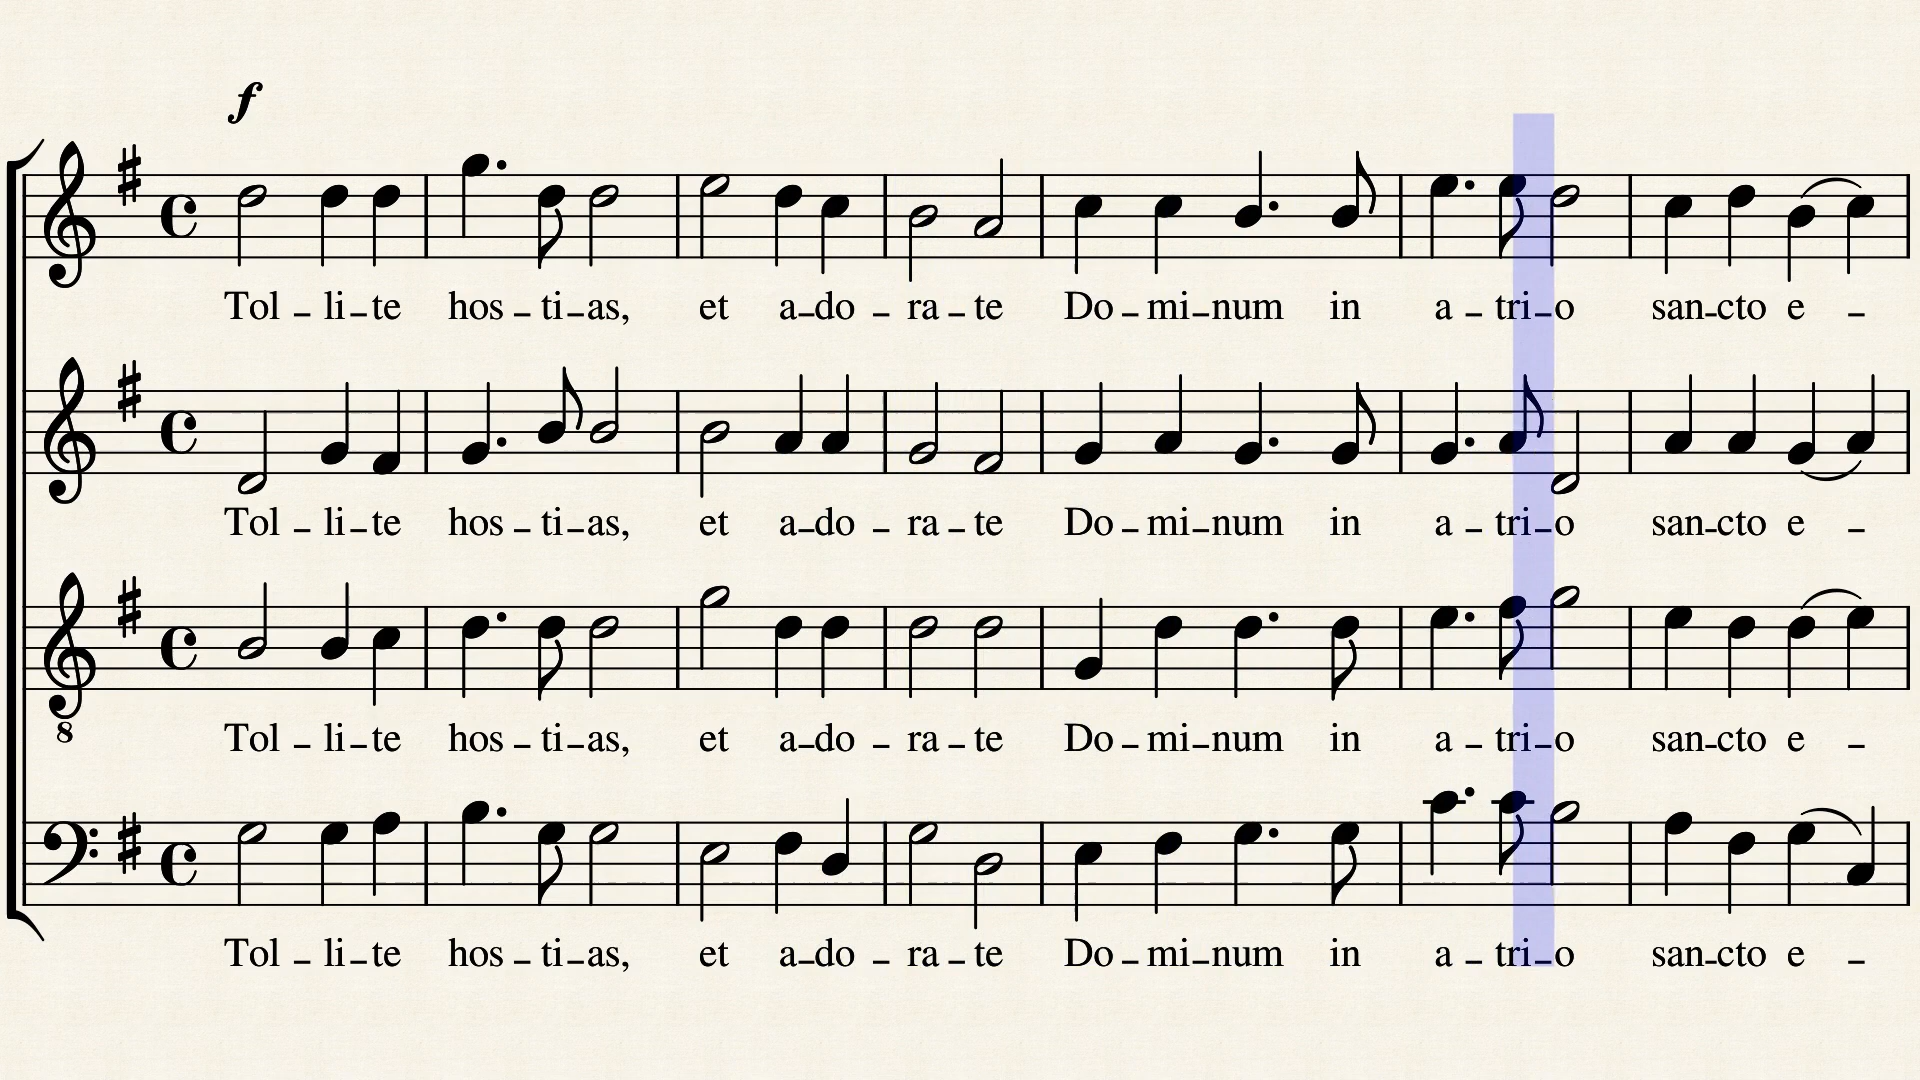 f
Tol – li – te hos – ti – as, et a – do – ra – te Do – mi – num in a – tri – o san – cto e –
Tol – li – te hos – ti – as, et a – do – ra – te Do – mi – num in a – tri – o san – cto e –
8
Tol – li – te hos – ti – as, et a – do – ra – te Do – mi – num in a – tri – o san – cto e –
Tol – li – te hos – ti – as, et a – do – ra – te Do – mi – num in a – tri – o san – cto e –